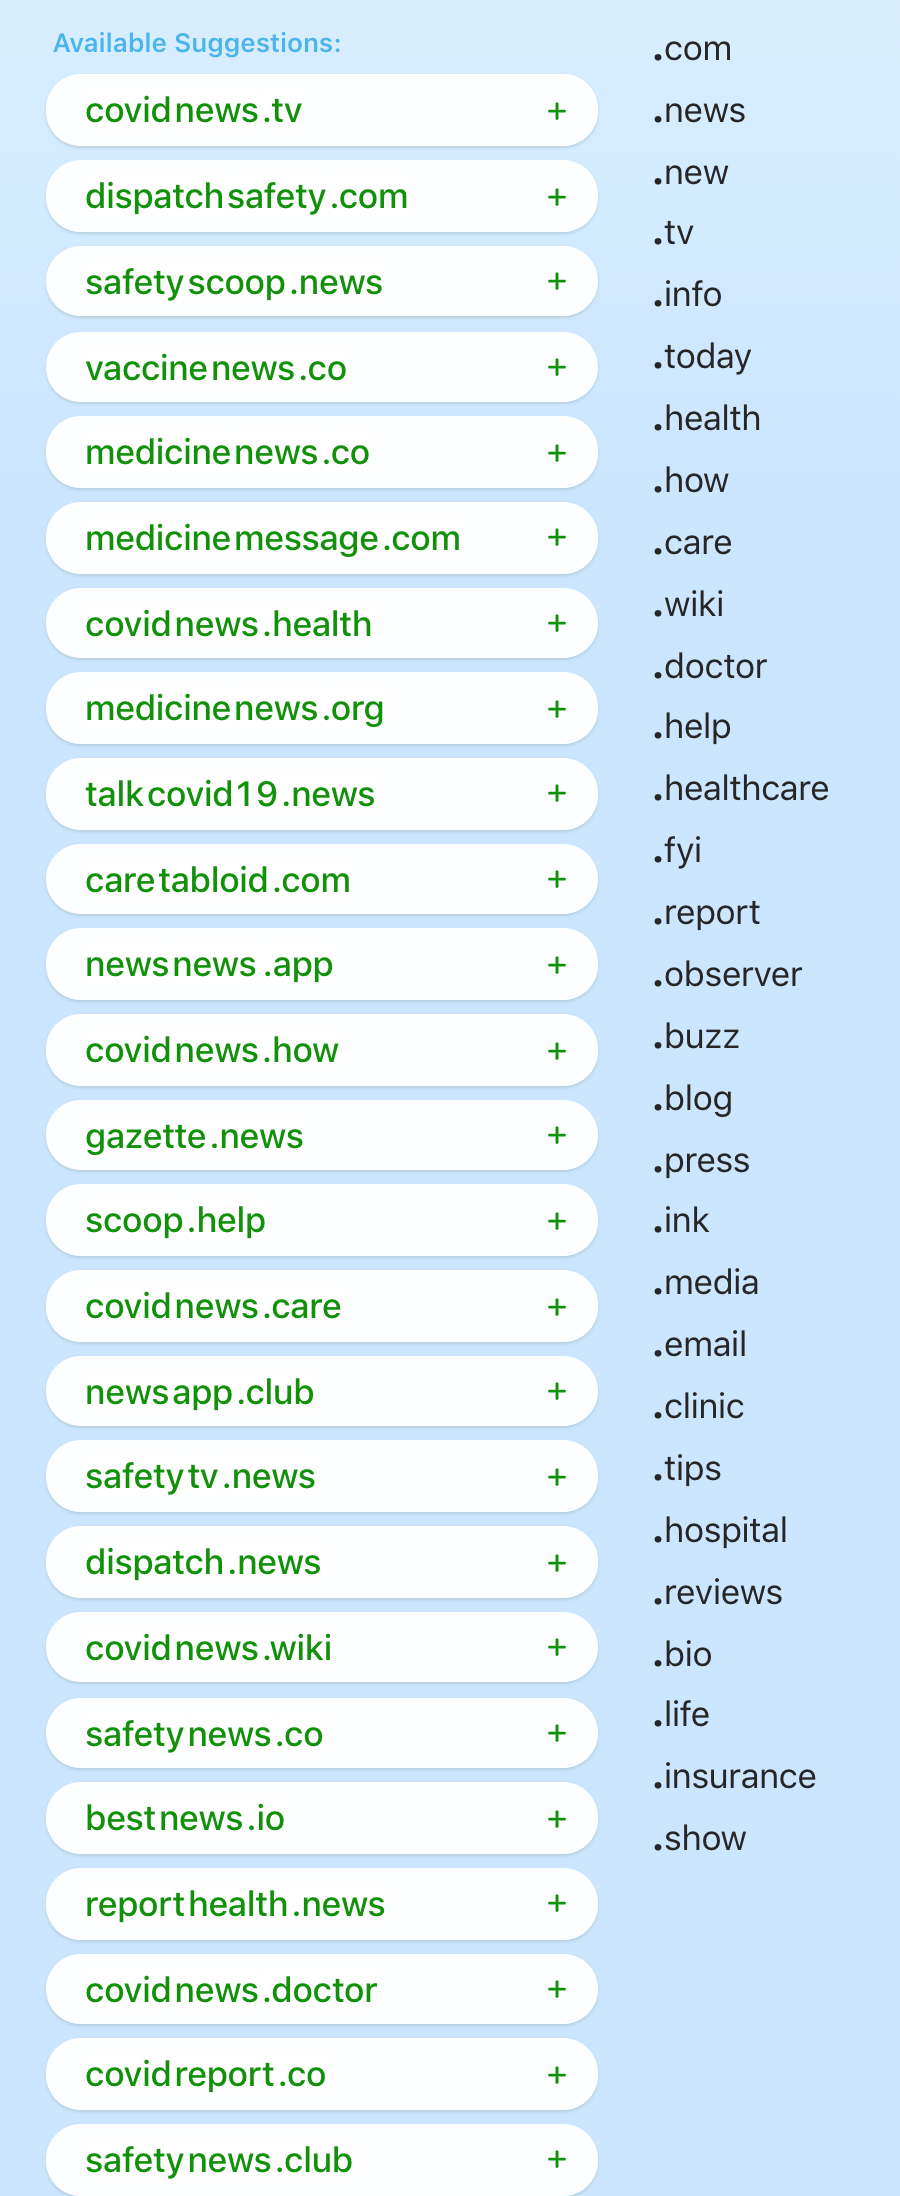 Available Suggestions:
covidnews.tv +
dispatchsafety.com +
safetyscoop.news +
vaccinenews.co +
medicinenews.co +
medicinemessage.com +
covidnews.health +
medicinenews.org +
talkcovid19.news +
caretabloid.com +
newsnews.app +
covidnews.how +
gazette.news +
scoop.help +
covidnews.care +
newsapp.club +
safetytv.news +
dispatch.news +
covidnews.wiki +
safetynews.co +
bestnews.io +
reporthealth.news +
covidnews.doctor +
covidreport.co +
safetynews.club +
.com
.news
.new
.tv
.info
.today
.health
.how
.care
.wiki
.doctor
.help
.healthcare
.fyi
.report
.observer
.buzz
.blog
.press
.ink
.media
.email
.clinic
.tips
.hospital
.reviews
.bio
.life
.insurance
.show